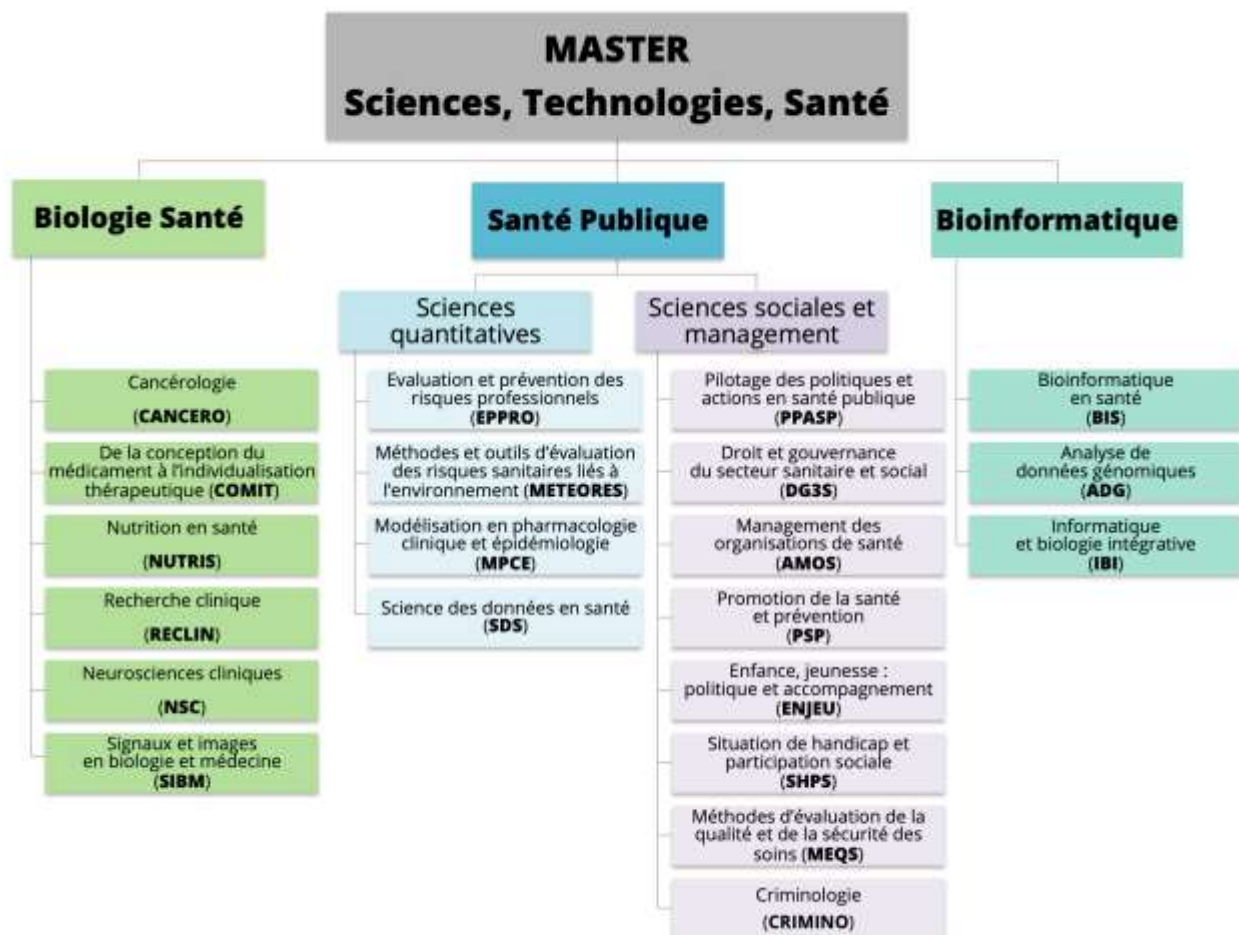 MASTER
Sciences, Technologies, Santé
Biologie Santé
Santé Publique
Bioinformatique
Sciences
quantitatives
Sciences sociales et
management
Cancérologie
(CANCERO)
De la conception du
médicament à l'individualisation
thérapeutique (COMIT)
Nutrition en santé
(NUTRIS)
Recherche clinique
(RECLIN)
Neurosciences cliniques
(NSC)
Signaux et images
en biologie et médecine
(SIBM)
Evaluation et prévention des
risques professionnels
(EPPRO)
Méthodes et outils d'évaluation
des risques sanitaires liés à
l'environnement (METEORES)
Modélisation en pharmacologie
clinique et épidémiologie
(MPCE)
Science des données en santé
(SDS)
Pilotage des politiques et
actions en santé publique
(PPASP)
Droit et gouvernance
du secteur sanitaire et social
(DG3S)
Management des
organisations de santé
(AMOS)
Promotion de la santé
et prévention
(PSP)
Enfance, jeunesse :
politique et accompagnement
(ENJEU)
Situation de handicap et
participation sociale
(SHPS)
Méthodes d'évaluation de la
qualité et de la sécurité des
soins (MEQS)
Criminologie
(CRIMINO)
Bioinformatique
en santé
(BIS)
Analyse de
données génomiques
(ADG)
Informatique
et biologie intégrative
(IBI)